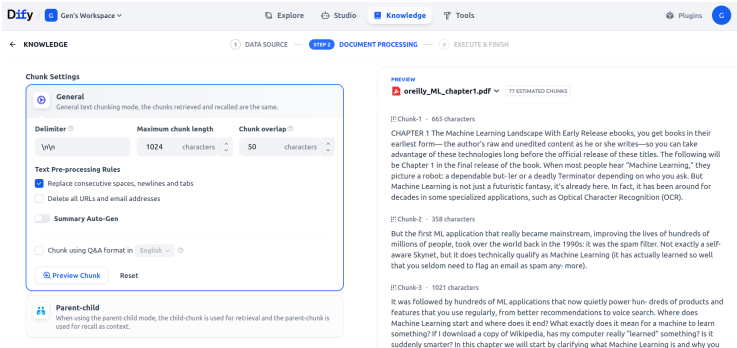 Dify / G Gen's Workspace
Explore
Studio
Knowledge
Tools
Plugins
G
KNOWLEDGE
1 DATA SOURCE
STEP 2 DOCUMENT PROCESSING
3 EXECUTE & FINISH
Chunk Settings
General
General text chunking mode, the chunks retrieved and recalled are the same.
Delimiter
Maximum chunk length
Chunk overlap
\n\n
1024 characters
50 characters
Text Pre-processing Rules
Replace consecutive spaces, newlines and tabs
Delete all URLs and email addresses
Summary Auto-Gen
Chunk using Q&A format in English
Preview Chunk
Reset
Parent-child
When using the parent-child mode, the child-chunk is used for retrieval and the parent-chunk is
used for recall as context.
PREVIEW
oreilly_ML_chapter1.pdf
77 ESTIMATED CHUNKS
Chunk-1 · 665 characters
CHAPTER 1 The Machine Learning Landscape With Early Release ebooks, you get books in their
earliest form— the author's raw and unedited content as he or she writes—so you can take
advantage of these technologies long before the official release of these titles. The following will
be Chapter 1 in the final release of the book. When most people hear “Machine Learning,” they
picture a robot: a dependable but- ler or a deadly Terminator depending on who you ask. But
Machine Learning is not just a futuristic fantasy, it's already here. In fact, it has been around for
decades in some specialized applications, such as Optical Character Recognition (OCR).
Chunk-2 · 358 characters
But the first ML application that really became mainstream, improving the lives of hundreds of
millions of people, took over the world back in the 1990s: it was the spam filter. Not exactly a self-
aware Skynet, but it does technically qualify as Machine Learning (it has actually learned so well
that you seldom need to flag an email as spam any- more).
Chunk-3 · 1021 characters
It was followed by hundreds of ML applications that now quietly power hun- dreds of products and
features that you use regularly, from better recommendations to voice search. Where does
Machine Learning start and where does it end? What exactly does it mean for a machine to learn
something? If I download a copy of Wikipedia, has my computer really “learned” something? Is it
suddenly smarter? In this chapter we will start by clarifying what Machine Learning is and why you